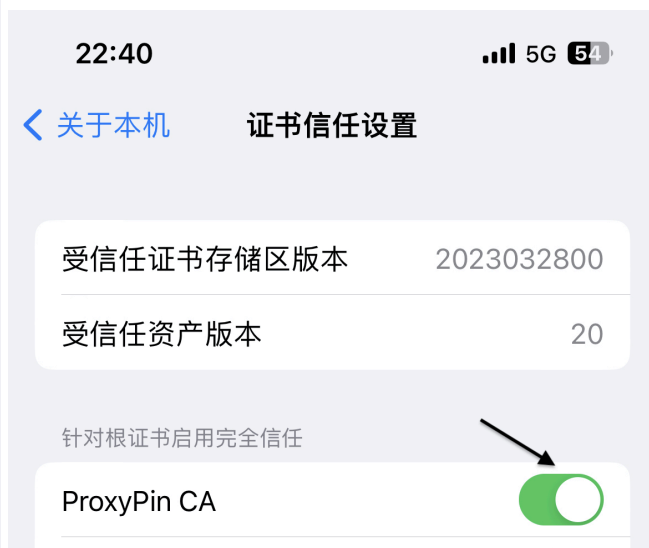 22:40 5G 54
关于本机 证书信任设置
受信任证书存储区版本 2023032800
受信任资产版本 20
针对根证书启用完全信任
ProxyPin CA